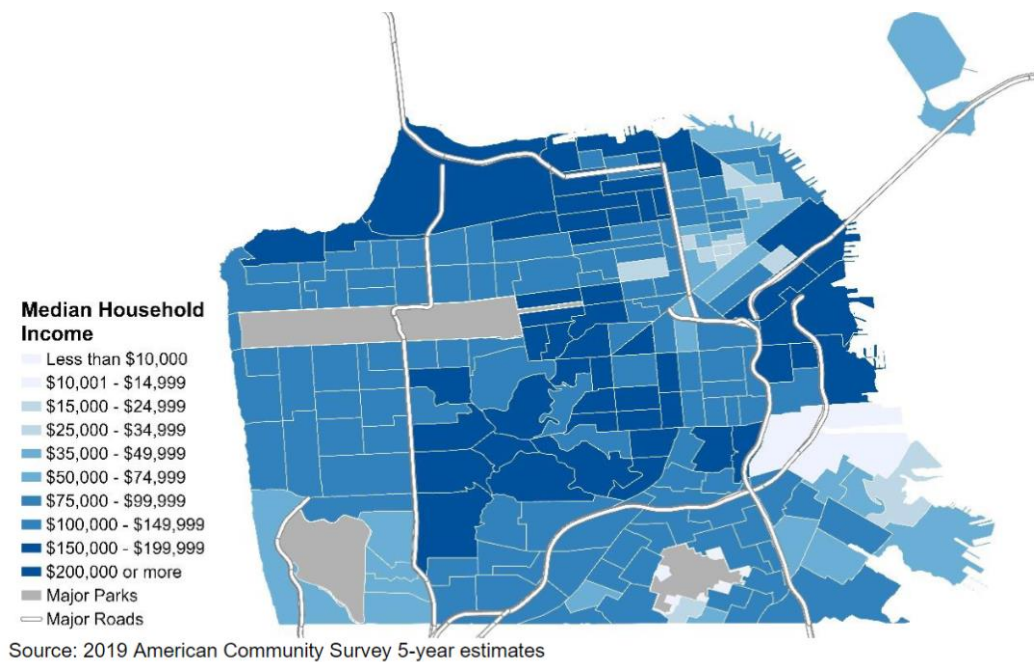 Median Household
Income
Less than $10,000
$10,001 - $14,999
$15,000 - $24,999
$25,000 - $34,999
$35,000 - $49,999
$50,000 - $74,999
$75,000 - $99,999
$100,000 - $149,999
$150,000 - $199,999
$200,000 or more
Major Parks
Major Roads
Source: 2019 American Community Survey 5-year estimates